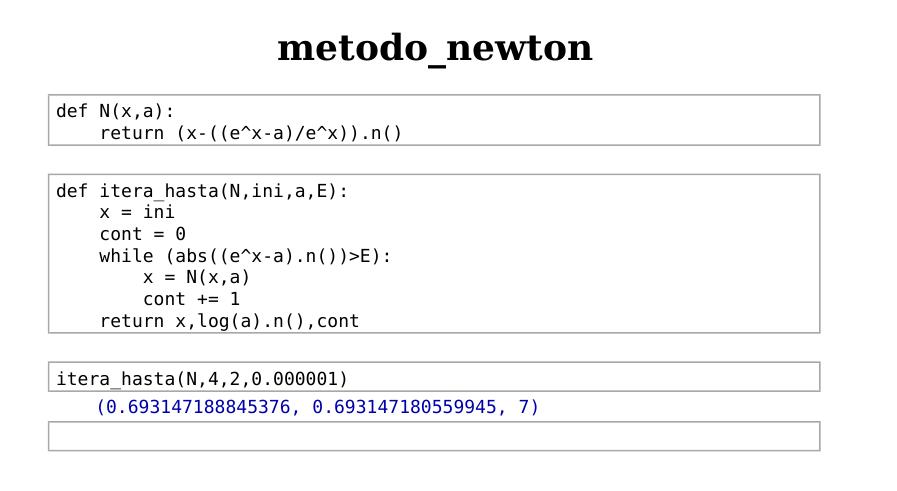 metodo_newton
def N(x,a):
    return (x-((e^x-a)/e^x)).n()
def itera_hasta(N,ini,a,E):
    x = ini
    cont = 0
    while (abs((e^x-a).n())>E):
        x = N(x,a)
        cont += 1
    return x,log(a).n(),cont
itera_hasta(N,4,2,0.000001)
(0.693147188845376, 0.693147180559945, 7)